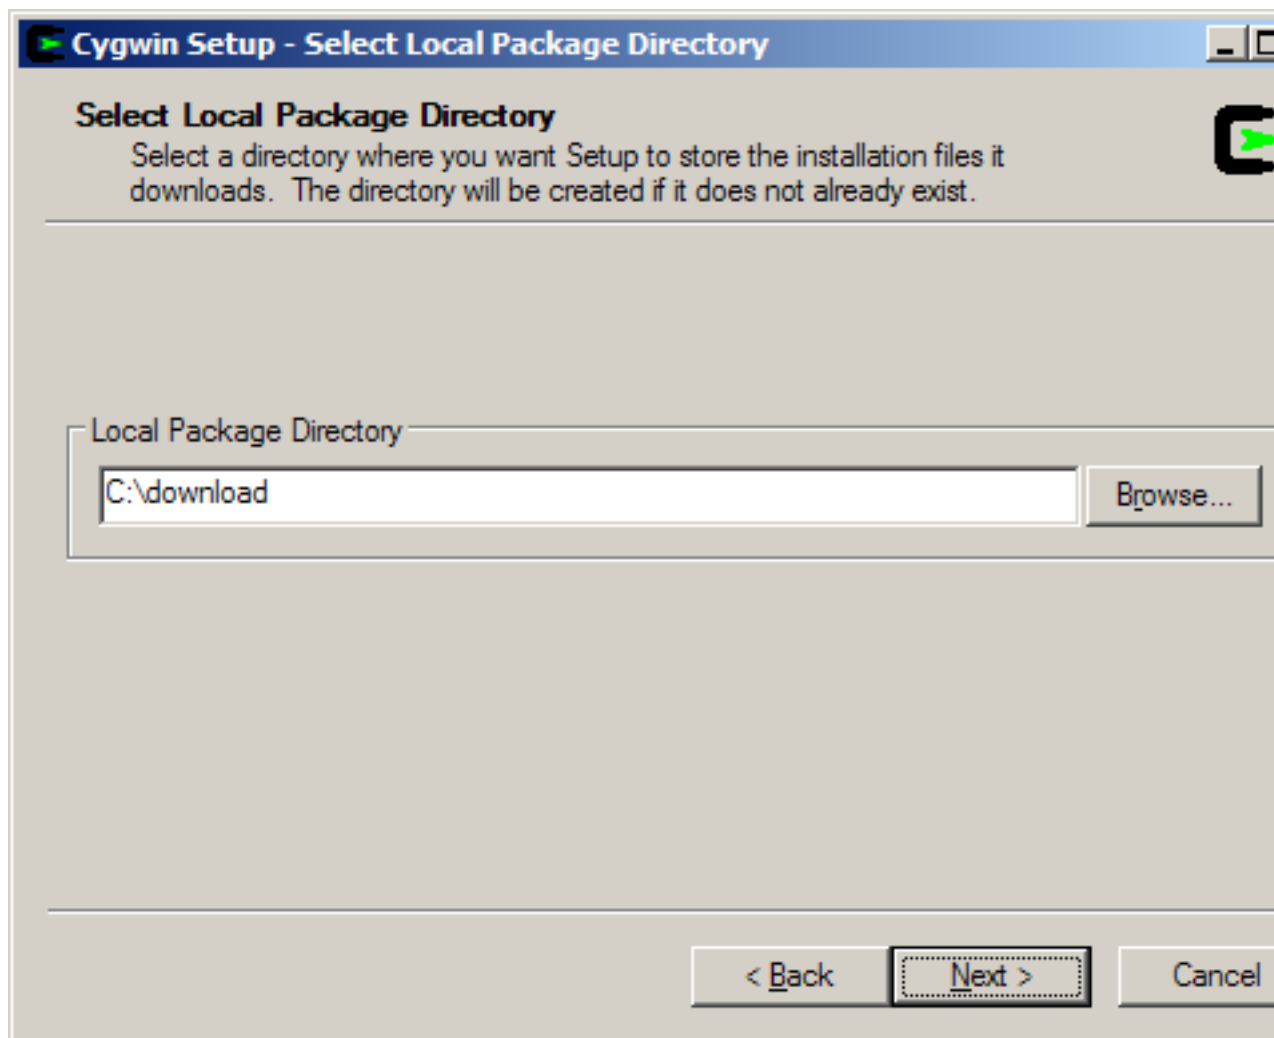 Cygwin Setup - Select Local Package Directory
Select Local Package Directory
Select a directory where you want Setup to store the installation files it
downloads.  The directory will be created if it does not already exist.
Local Package Directory
C:\download
Browse...
< Back
Next >
Cancel